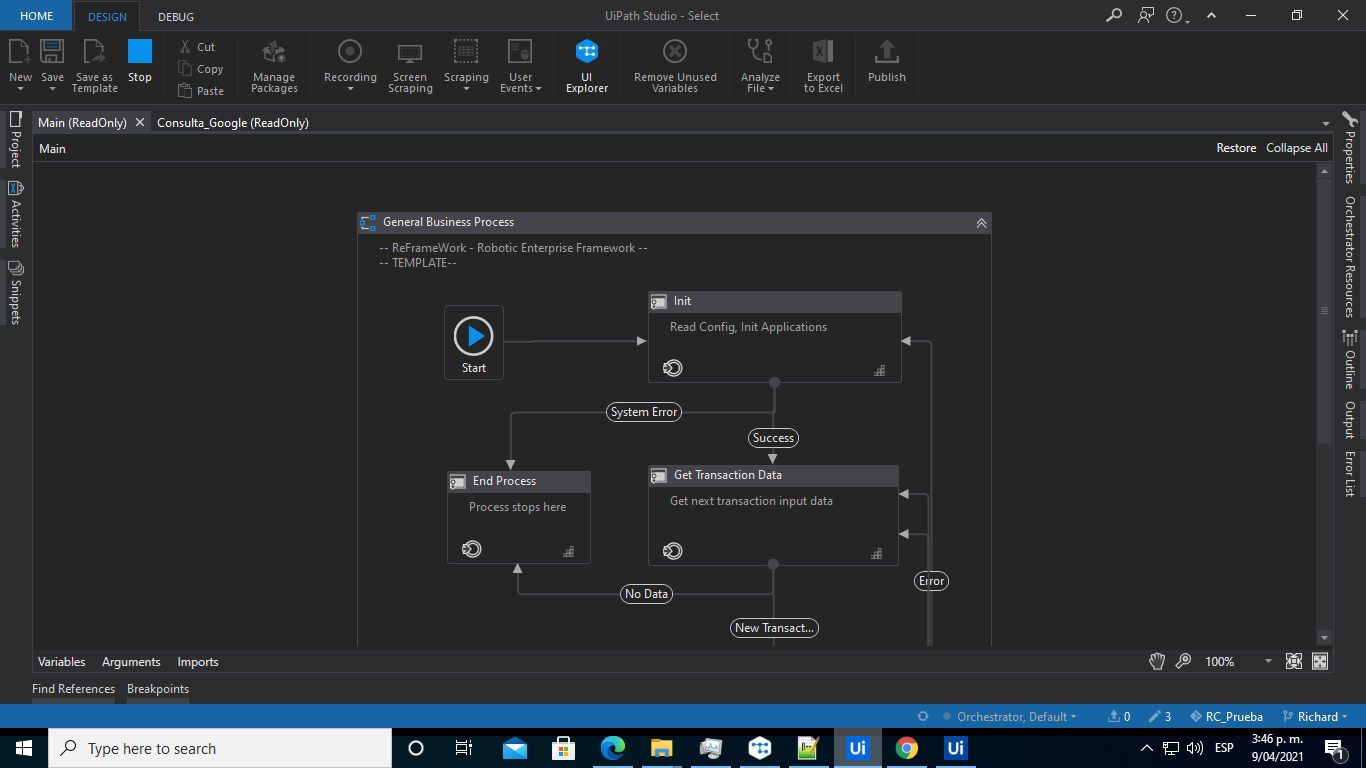 HOME
DESIGN
DEBUG
UiPath Studio - Select
New
Save
Save as
Template
Stop
Cut
Copy
Paste
Manage
Packages
Recording
Screen
Scraping
Scraping
User
Events
UI
Explorer
Remove Unused
Variables
Analyze
File
Export
to Excel
Publish
Main (ReadOnly)
Consulta_Google (ReadOnly)
Main
Restore
Collapse All
Project
Activities
Snippets
Properties
Orchestrator Resources
Outline
Output
Error List
General Business Process
-- ReFrameWork - Robotic Enterprise Framework --
-- TEMPLATE--
Start
Init
Read Config, Init Applications
System Error
Success
End Process
Process stops here
Get Transaction Data
Get next transaction input data
Error
No Data
New Transact...
Variables
Arguments
Imports
100%
Find References
Breakpoints
Orchestrator, Default
0
3
RC_Prueba
Richard
Type here to search
Ui
Ui
ESP
3:46 p. m.
9/04/2021
1